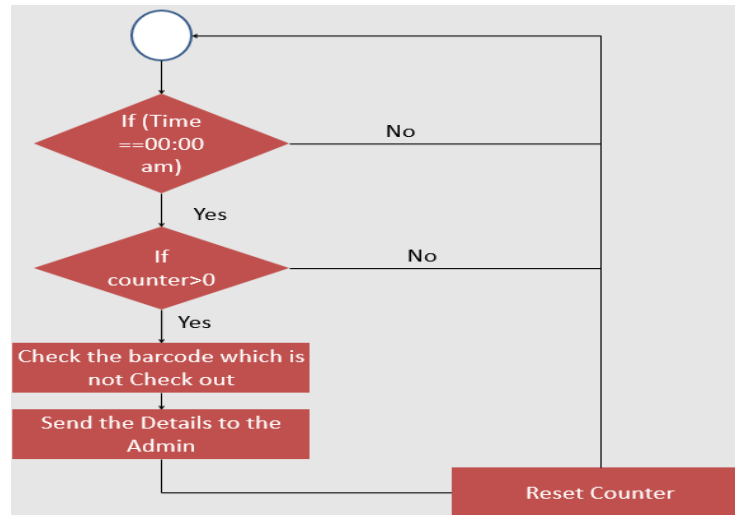 If (Time
==00:00
am)
No
Yes
If
counter>0
No
Yes
Check the barcode which is
not Check out
Send the Details to the
Admin
Reset Counter